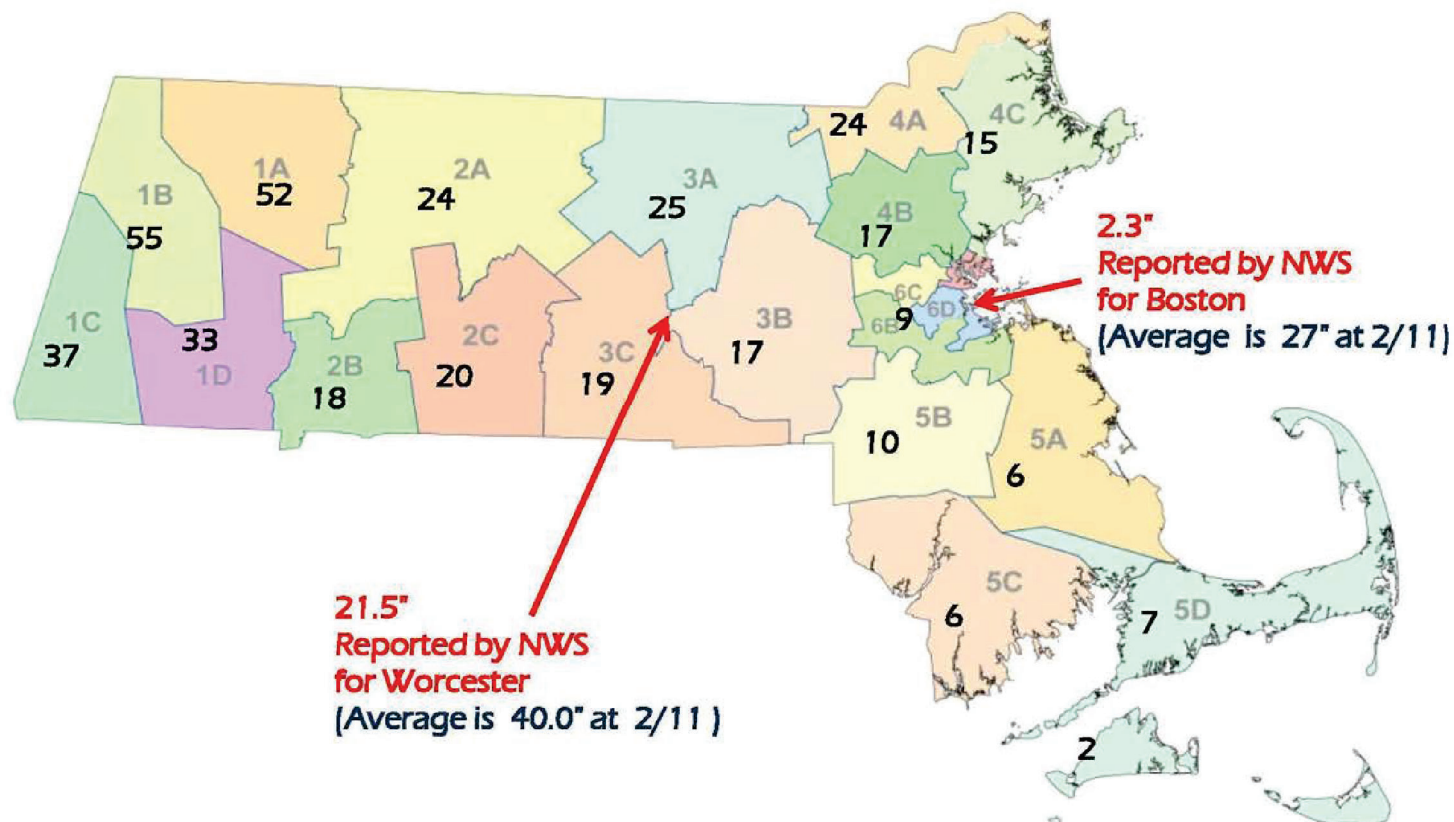 4A
24
4C
15
1A
52
2A
24
3A
25
1B
55
4B
17
2.3"
Reported by NWS
for Boston
(Average is 27" at 2/11)
6C
6D
9
6B
1C
37
33
1D
2B
18
2C
20
3C
19
3B
17
5B
10
5A
6
5C
6
5D
7
21.5"
Reported by NWS
for Worcester
(Average is 40.0" at 2/11 )
2